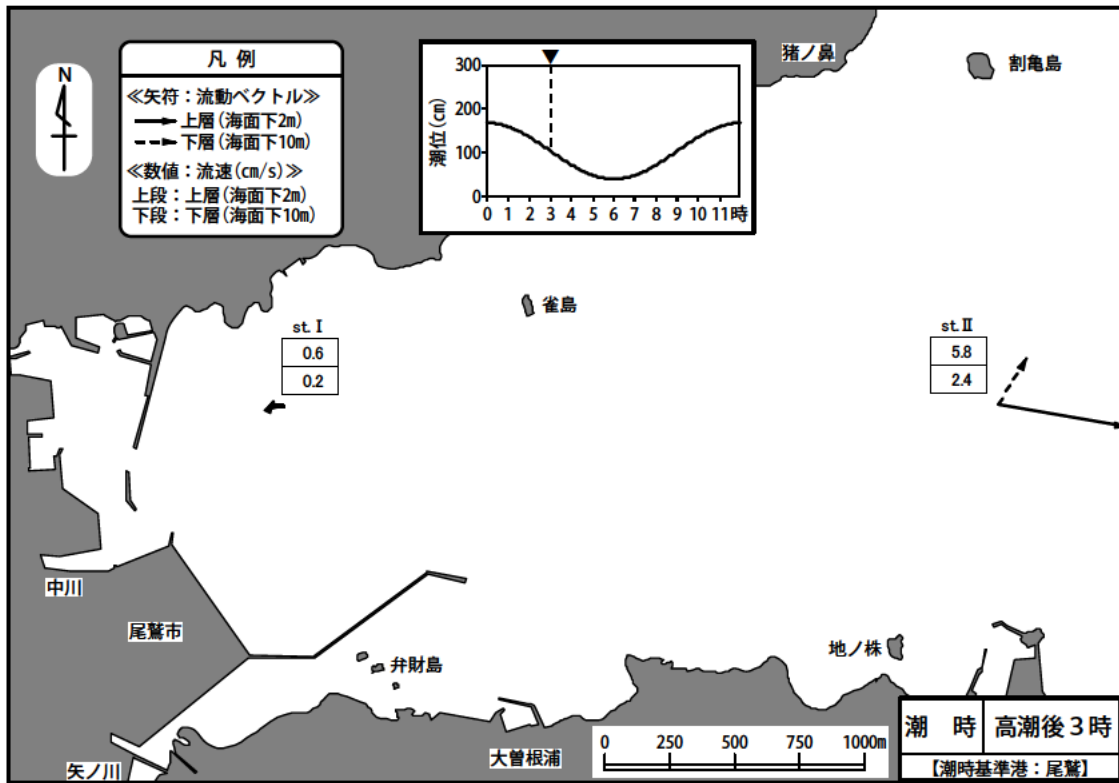 凡 例
≪矢符：流動ベクトル≫
上層（海面下2m）
下層（海面下10m）
≪数値：流速(cm/s)≫
上段：上層（海面下2m）
下段：下層（海面下10m）
N
潮位(cm)
300
200
100
0
0 1 2 3 4 5 6 7 8 9 10 11時
猪ノ鼻
割亀島
雀島
st. I
0.6
0.2
st. II
5.8
2.4
中川
尾鷲市
弁財島
地ノ株
大曽根浦
矢ノ川
0 250 500 750 1000m
潮 時 高潮後3時
【潮時基準港：尾鷲】